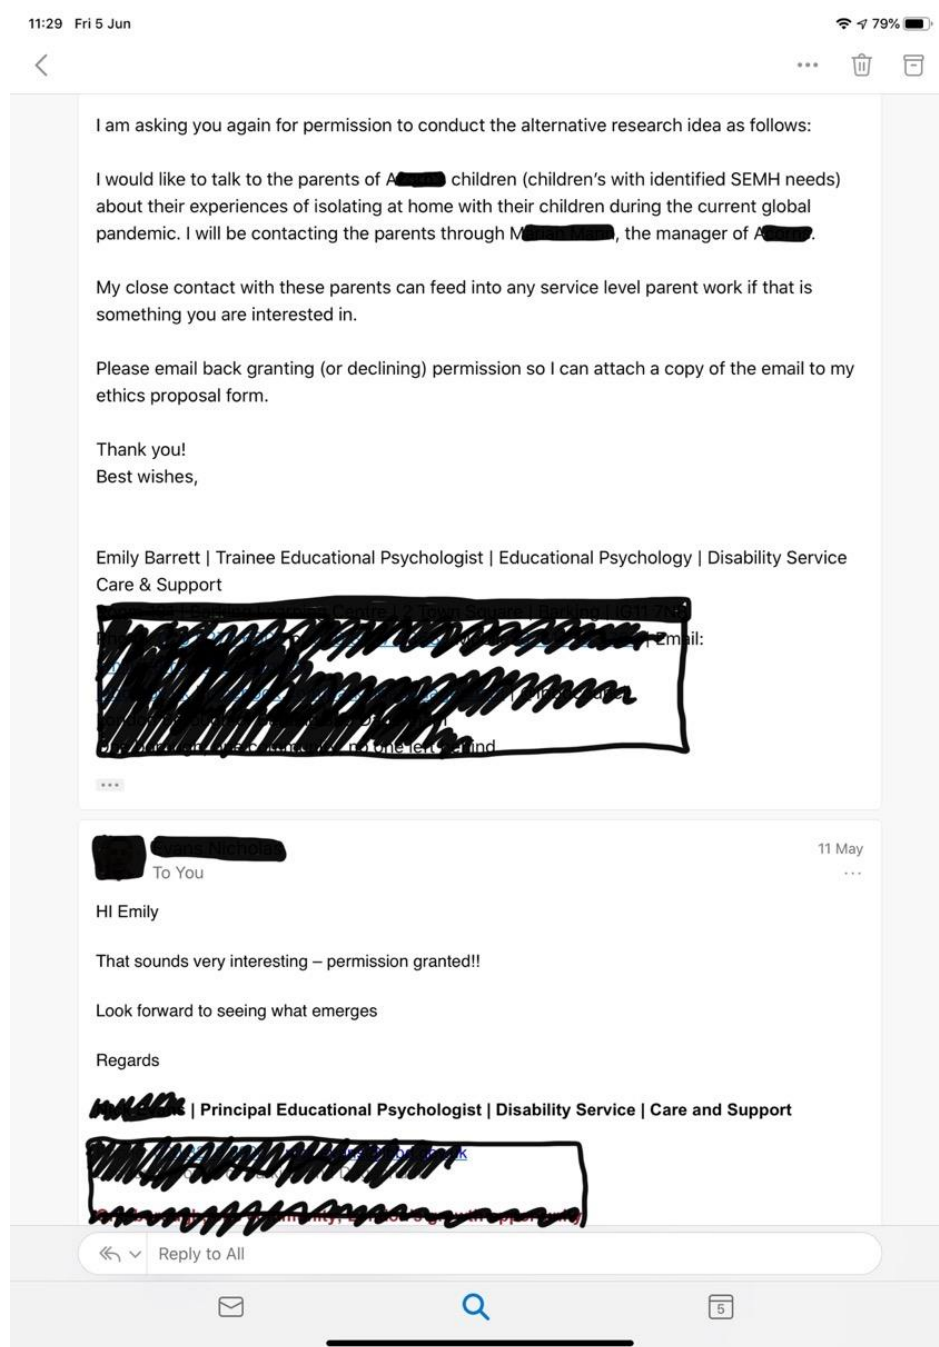 11:29 Fri 5 Jun
79%
I am asking you again for permission to conduct the alternative research idea as follows:
I would like to talk to the parents of A children (children's with identified SEMH needs)
about their experiences of isolating at home with their children during the current global
pandemic. I will be contacting the parents through M, the manager of A.
My close contact with these parents can feed into any service level parent work if that is
something you are interested in.
Please email back granting (or declining) permission so I can attach a copy of the email to my
ethics proposal form.
Thank you!
Best wishes,
Emily Barrett | Trainee Educational Psychologist | Educational Psychology | Disability Service
Care & Support
| Email:
11 May
To You
HI Emily
That sounds very interesting – permission granted!!
Look forward to seeing what emerges
Regards
| Principal Educational Psychologist | Disability Service | Care and Support
Reply to All
5